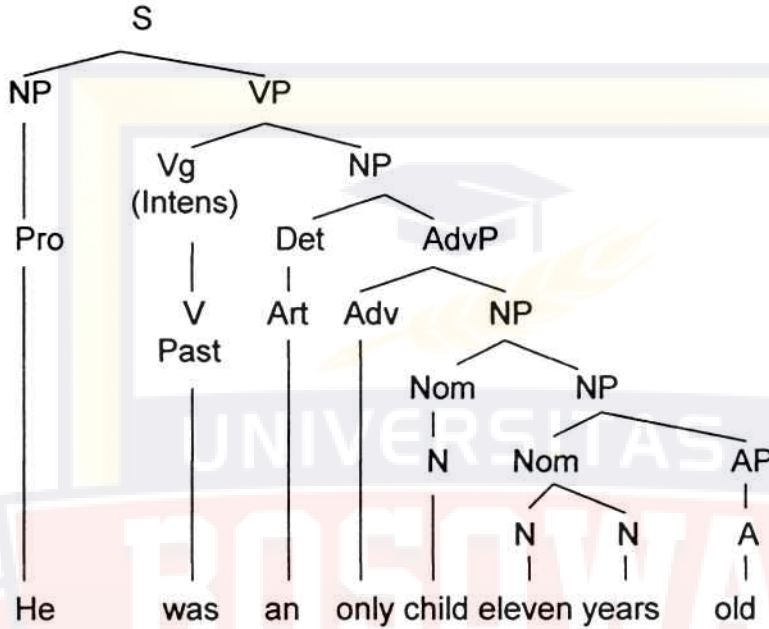 S
NP VP
Vg NP
(Intens)
Pro Det AdvP
V Art Adv NP
Past
Nom NP
UNIVERSITAS
N Nom AP
N N A
BOSOWA
He was an only child eleven years old